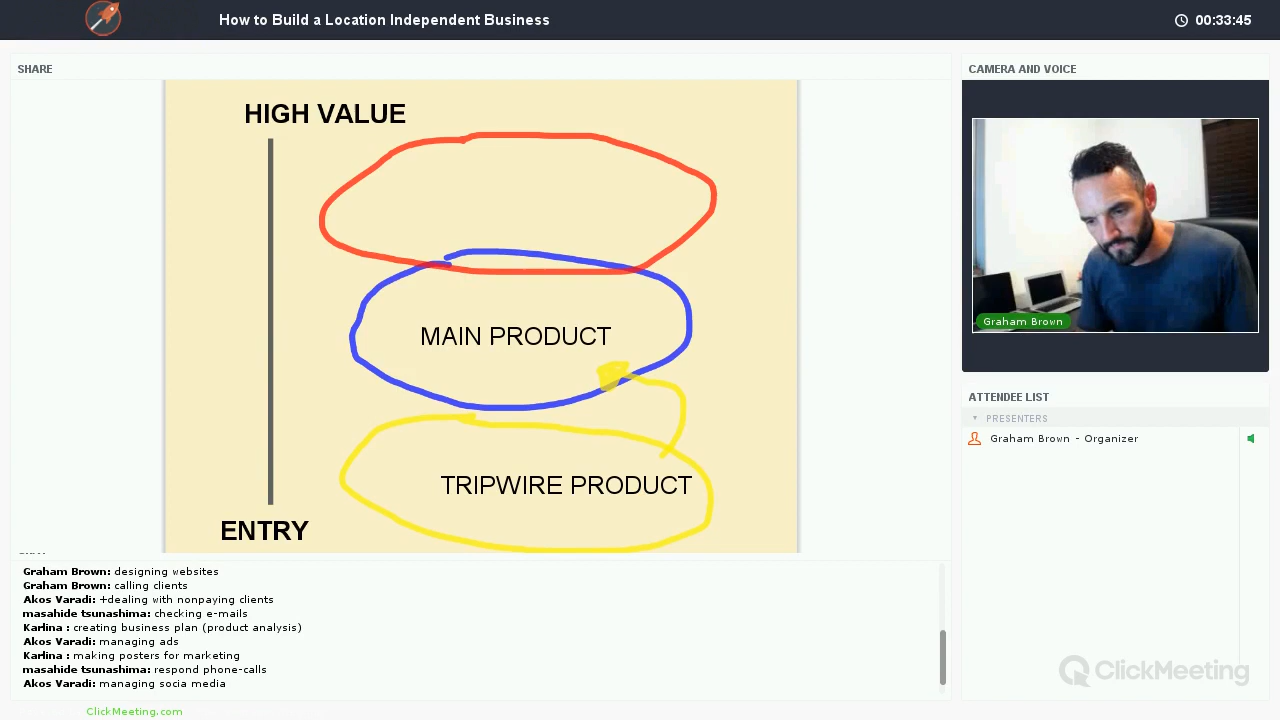 How to Build a Location Independent Business
00:33:45
SHARE
HIGH VALUE
MAIN PRODUCT
TRIPWIRE PRODUCT
ENTRY
Graham Brown: designing websites
Graham Brown: calling clients
Akos Varadi: +dealing with nonpaying clients
masahide tsunashima: checking e-mails
Karlina : creating business plan (product analysis)
Akos Varadi: managing ads
Karlina : making posters for marketing
masahide tsunashima: respond phone-calls
Akos Varadi: managing socia media
ClickMeeting.com
CAMERA AND VOICE
Graham Brown
ATTENDEE LIST
PRESENTERS
Graham Brown - Organizer
ClickMeeting